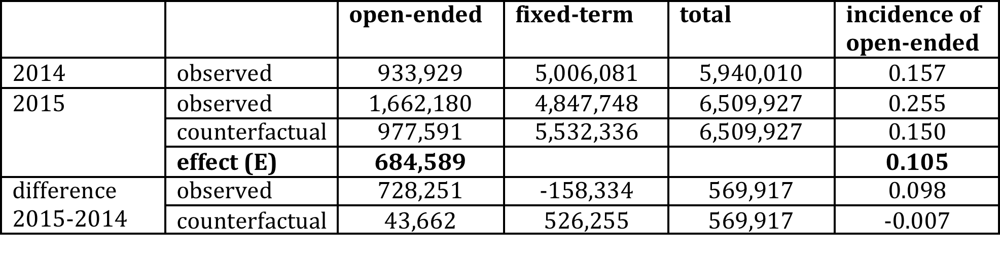 open-ended fixed-term total incidence of
open-ended
2014 observed 933,929 5,006,081 5,940,010 0.157
2015 observed 1,662,180 4,847,748 6,509,927 0.255
counterfactual 977,591 5,532,336 6,509,927 0.150
effect (E) 684,589 0.105
difference observed 728,251 -158,334 569,917 0.098
2015-2014 counterfactual 43,662 526,255 569,917 -0.007